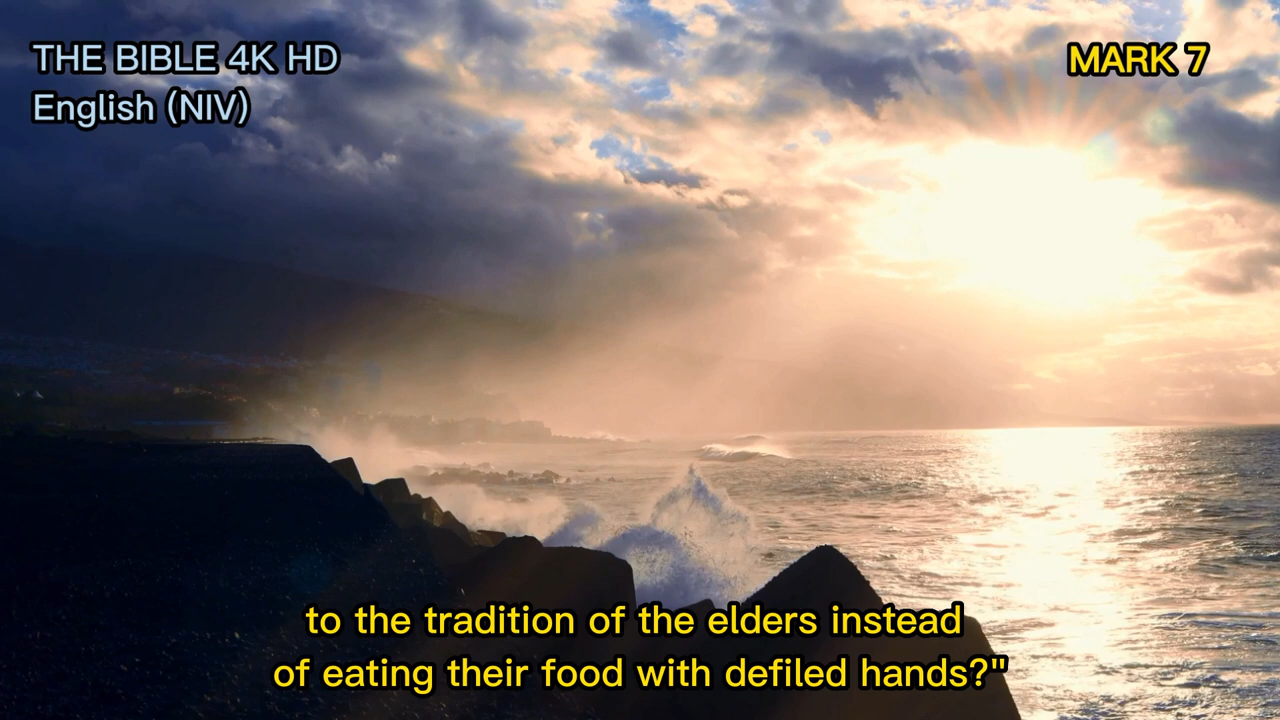 THE BIBLE 4K HD
English (NIV)
MARK 7
to the tradition of the elders instead
of eating their food with defiled hands?"